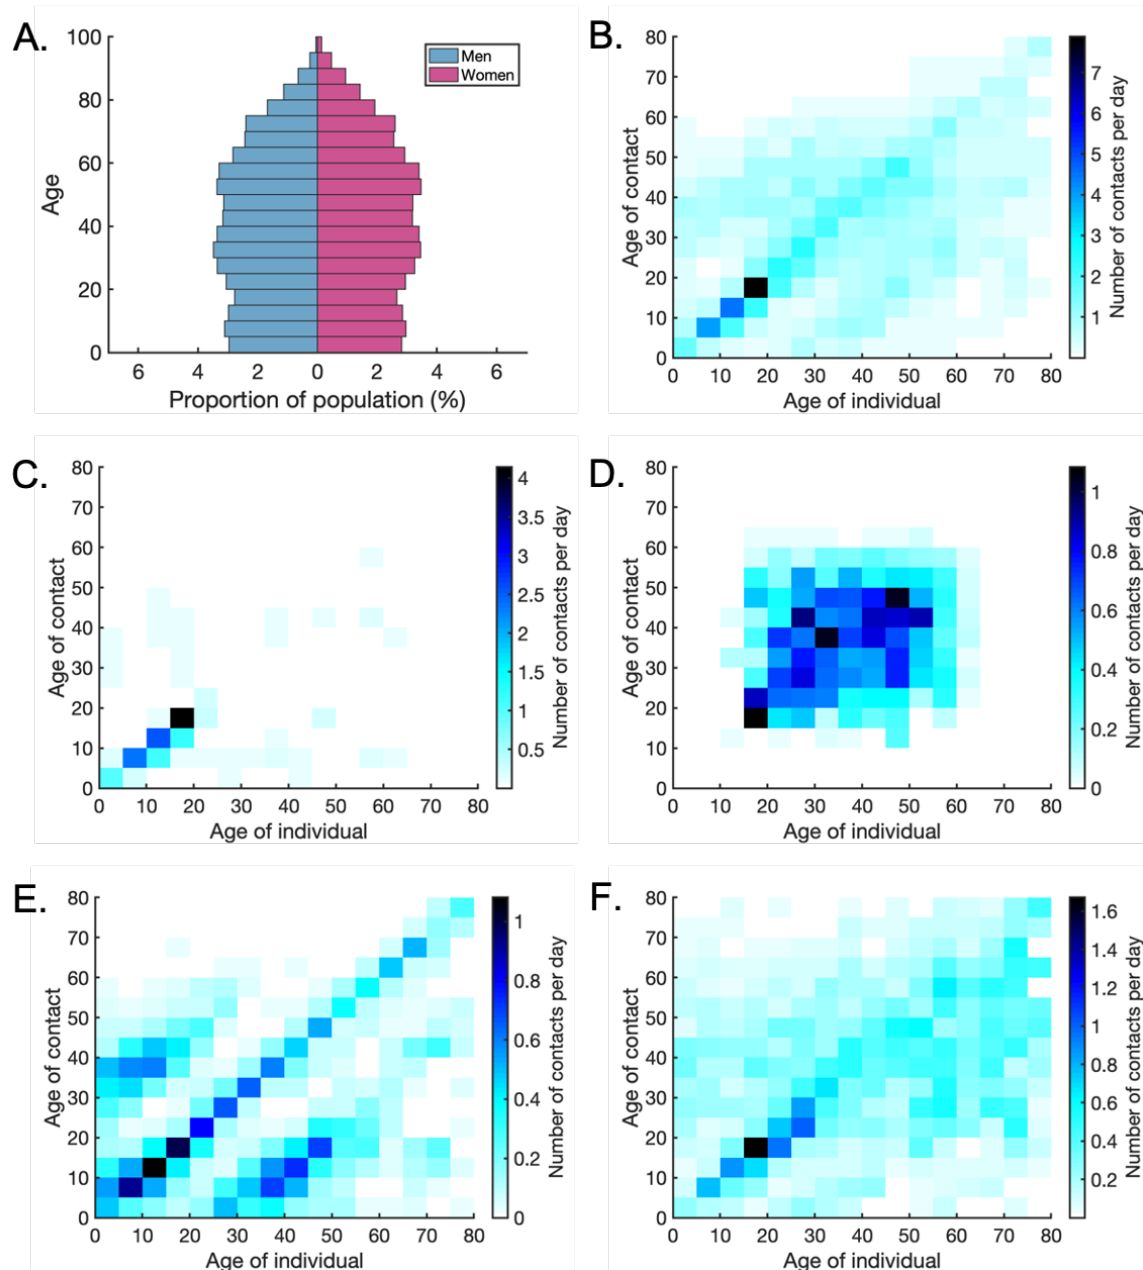 A.
100
80
60
40
20
0
Age
6 4 2 0 2 4 6
Proportion of population (%)
Men
Women
B.
80
70
60
50
40
30
20
10
0
Age of contact
0 10 20 30 40 50 60 70 80
Age of individual
7
6
5
4
3
2
1
Number of contacts per day
C.
80
70
60
50
40
30
20
10
0
Age of contact
0 10 20 30 40 50 60 70 80
Age of individual
4
3.5
3
2.5
2
1.5
1
0.5
Number of contacts per day
D.
80
70
60
50
40
30
20
10
0
Age of contact
0 10 20 30 40 50 60 70 80
Age of individual
1
0.8
0.6
0.4
0.2
0
Number of contacts per day
E.
80
70
60
50
40
30
20
10
0
Age of contact
0 10 20 30 40 50 60 70 80
Age of individual
1
0.8
0.6
0.4
0.2
0
Number of contacts per day
F.
80
70
60
50
40
30
20
10
0
Age of contact
0 10 20 30 40 50 60 70 80
Age of individual
1.6
1.4
1.2
1
0.8
0.6
0.4
0.2
Number of contacts per day